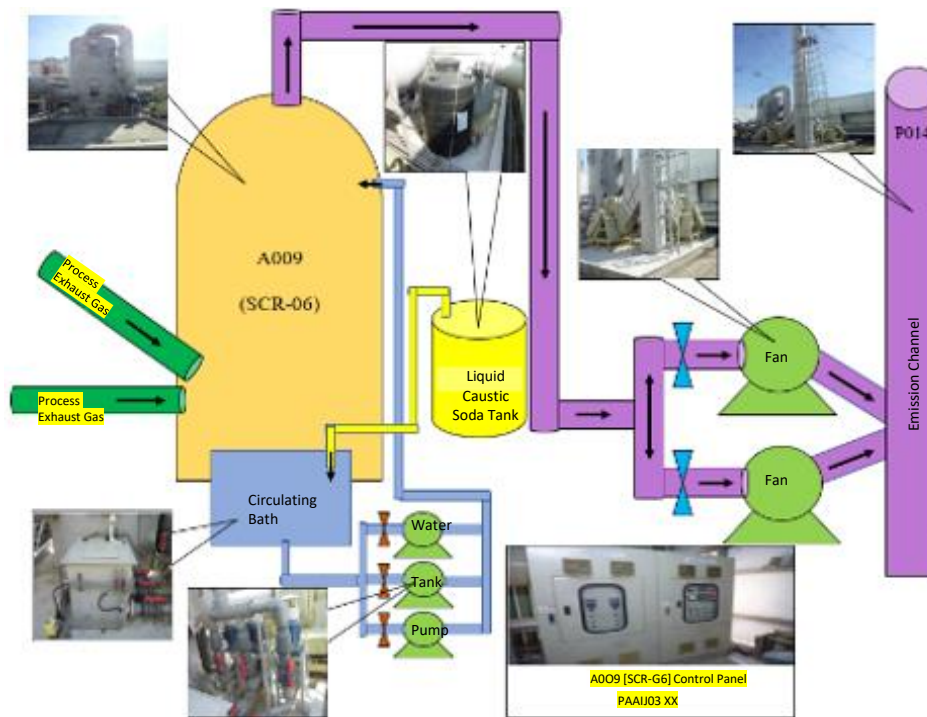 P014
Process
Exhaust Gas
A009
(SCR-06)
Process
Exhaust Gas
Liquid
Caustic
Soda Tank
Fan
Fan
Emission Channel
Circulating
Bath
Water
Tank
Pump
A0O9 [SCR-G6] Control Panel
PAAIJ03 XX